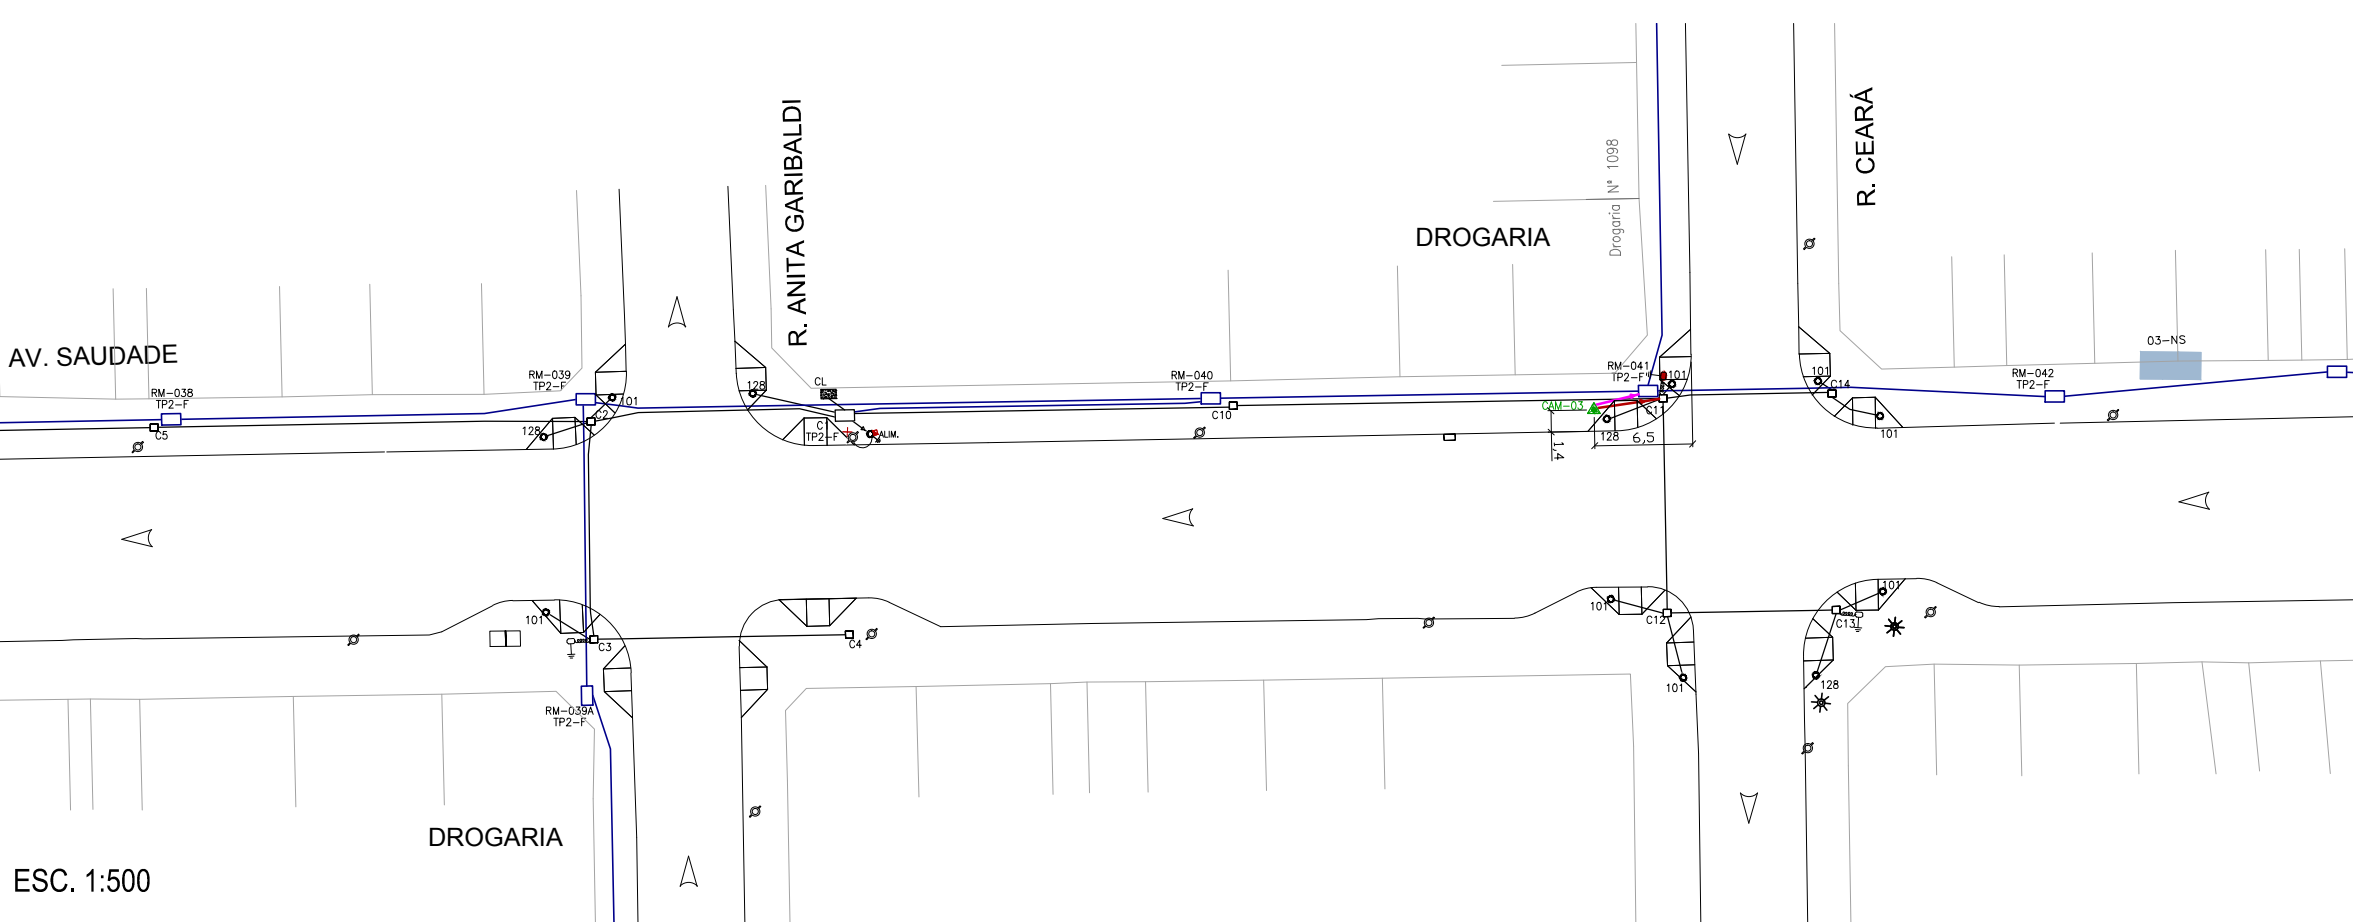 R. ANITA GARIBALDI
R. CEARÁ
Drogaria Nº 1098
DROGARIA
AV. SAUDADE
03-NS
RM-038
TP2-F
C5
RM-039
TP2-F
101
C2
128
128
CL
C
TP2-F
ALIM.
RM-040
TP2-F
C10
RM-041
TP2-F
101
CAM-03
C11
128
6,5
1,4
101
C14
101
RM-042
TP2-F
101
C3
C4
101
C12
101
C13
101
128
RM-039A
TP2-F
DROGARIA
ESC. 1:500